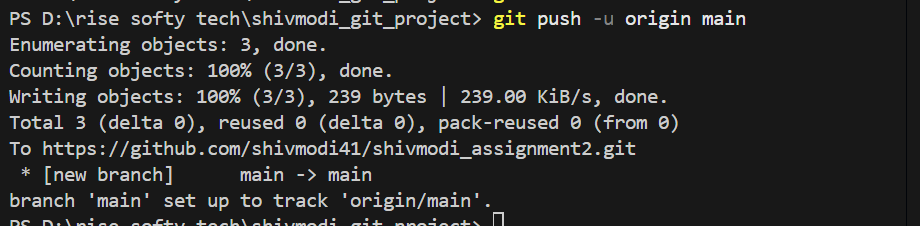 PS D:\rise softy tech\shivmodi_git_project> git push -u origin main
Enumerating objects: 3, done.
Counting objects: 100% (3/3), done.
Writing objects: 100% (3/3), 239 bytes | 239.00 KiB/s, done.
Total 3 (delta 0), reused 0 (delta 0), pack-reused 0 (from 0)
To https://github.com/shivmodi41/shivmodi_assignment2.git
 * [new branch]      main -> main
branch 'main' set up to track 'origin/main'.
PS D:\rise softy tech\shivmodi_git_project>